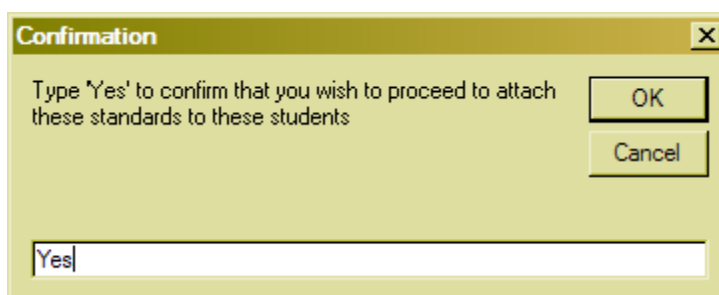 Confirmation
Type 'Yes' to confirm that you wish to proceed to attach
these standards to these students
OK
Cancel
Yes